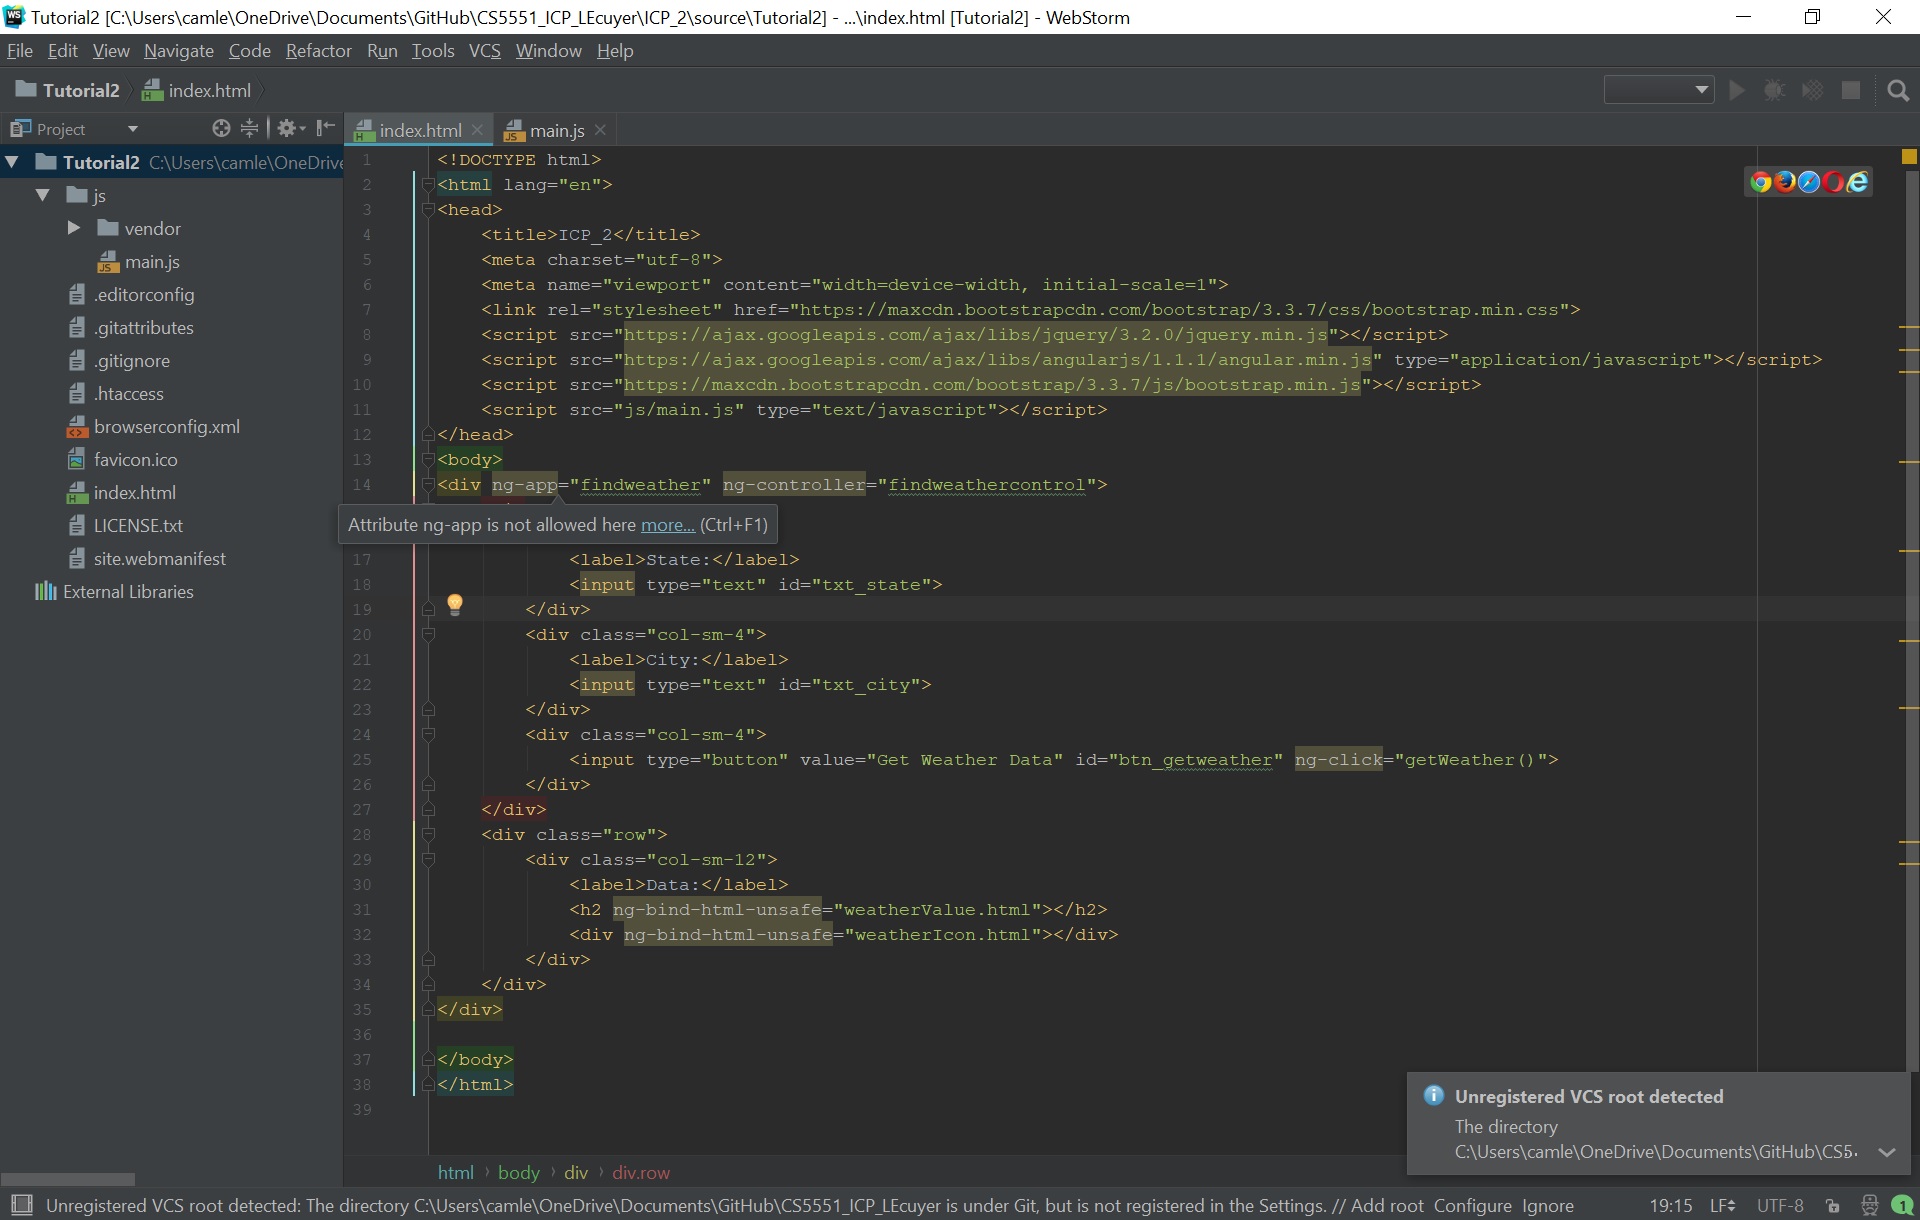 Tutorial2 [C:\Users\camle\OneDrive\Documents\GitHub\CS5551_ICP_LEcuyer\ICP_2\source\Tutorial2] - ...\index.html [Tutorial2] - WebStorm
File Edit View Navigate Code Refactor Run Tools VCS Window Help
Tutorial2 index.html
Project
index.html main.js
Tutorial2 C:\Users\camle\OneDrive
js
vendor
main.js
.editorconfig
.gitattributes
.gitignore
.htaccess
browserconfig.xml
favicon.ico
index.html
LICENSE.txt
site.webmanifest
External Libraries
1 <!DOCTYPE html>
2 <html lang="en">
3 <head>
4 <title>ICP_2</title>
5 <meta charset="utf-8">
6 <meta name="viewport" content="width=device-width, initial-scale=1">
7 <link rel="stylesheet" href="https://maxcdn.bootstrapcdn.com/bootstrap/3.3.7/css/bootstrap.min.css">
8 <script src="https://ajax.googleapis.com/ajax/libs/jquery/3.2.0/jquery.min.js"></script>
9 <script src="https://ajax.googleapis.com/ajax/libs/angularjs/1.1.1/angular.min.js" type="application/javascript"></script>
10 <script src="https://maxcdn.bootstrapcdn.com/bootstrap/3.3.7/js/bootstrap.min.js"></script>
11 <script src="js/main.js" type="text/javascript"></script>
12 </head>
13 <body>
14 <div ng-app="findweather" ng-controller="findweathercontrol">
Attribute ng-app is not allowed here more... (Ctrl+F1)
17 <label>State:</label>
18 <input type="text" id="txt_state">
19 </div>
20 <div class="col-sm-4">
21 <label>City:</label>
22 <input type="text" id="txt_city">
23 </div>
24 <div class="col-sm-4">
25 <input type="button" value="Get Weather Data" id="btn_getweather" ng-click="getWeather()">
26 </div>
27 </div>
28 <div class="row">
29 <div class="col-sm-12">
30 <label>Data:</label>
31 <h2 ng-bind-html-unsafe="weatherValue.html"></h2>
32 <div ng-bind-html-unsafe="weatherIcon.html"></div>
33 </div>
34 </div>
35 </div>
36
37 </body>
38 </html>
39
Unregistered VCS root detected
The directory
C:\Users\camle\OneDrive\Documents\GitHub\CS5
html body div div.row
Unregistered VCS root detected: The directory C:\Users\camle\OneDrive\Documents\GitHub\CS5551_ICP_LEcuyer is under Git, but is not registered in the Settings. // Add root Configure Ignore 19:15 LF UTF-8 1